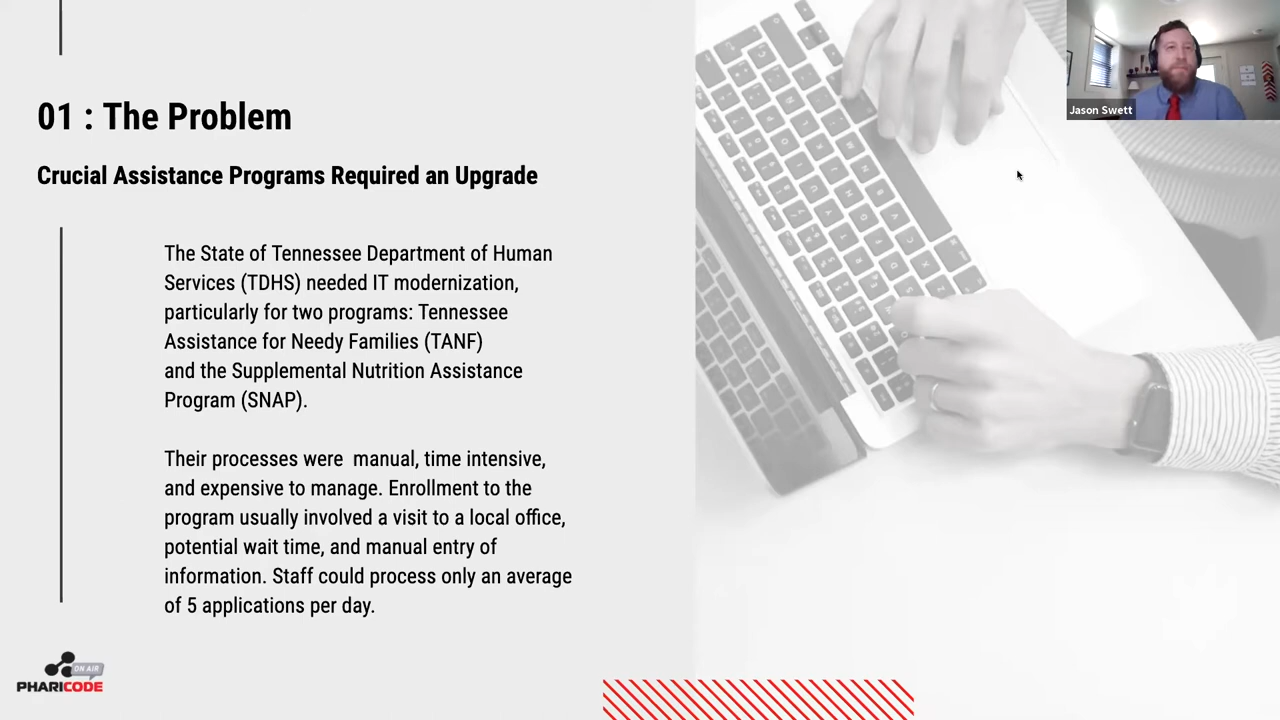 01 : The Problem
Crucial Assistance Programs Required an Upgrade
The State of Tennessee Department of Human
Services (TDHS) needed IT modernization,
particularly for two programs: Tennessee
Assistance for Needy Families (TANF)
and the Supplemental Nutrition Assistance
Program (SNAP).
Their processes were  manual, time intensive,
and expensive to manage. Enrollment to the
program usually involved a visit to a local office,
potential wait time, and manual entry of
information. Staff could process only an average
of 5 applications per day.
Jason Swett
ON AIR
PHARICODE